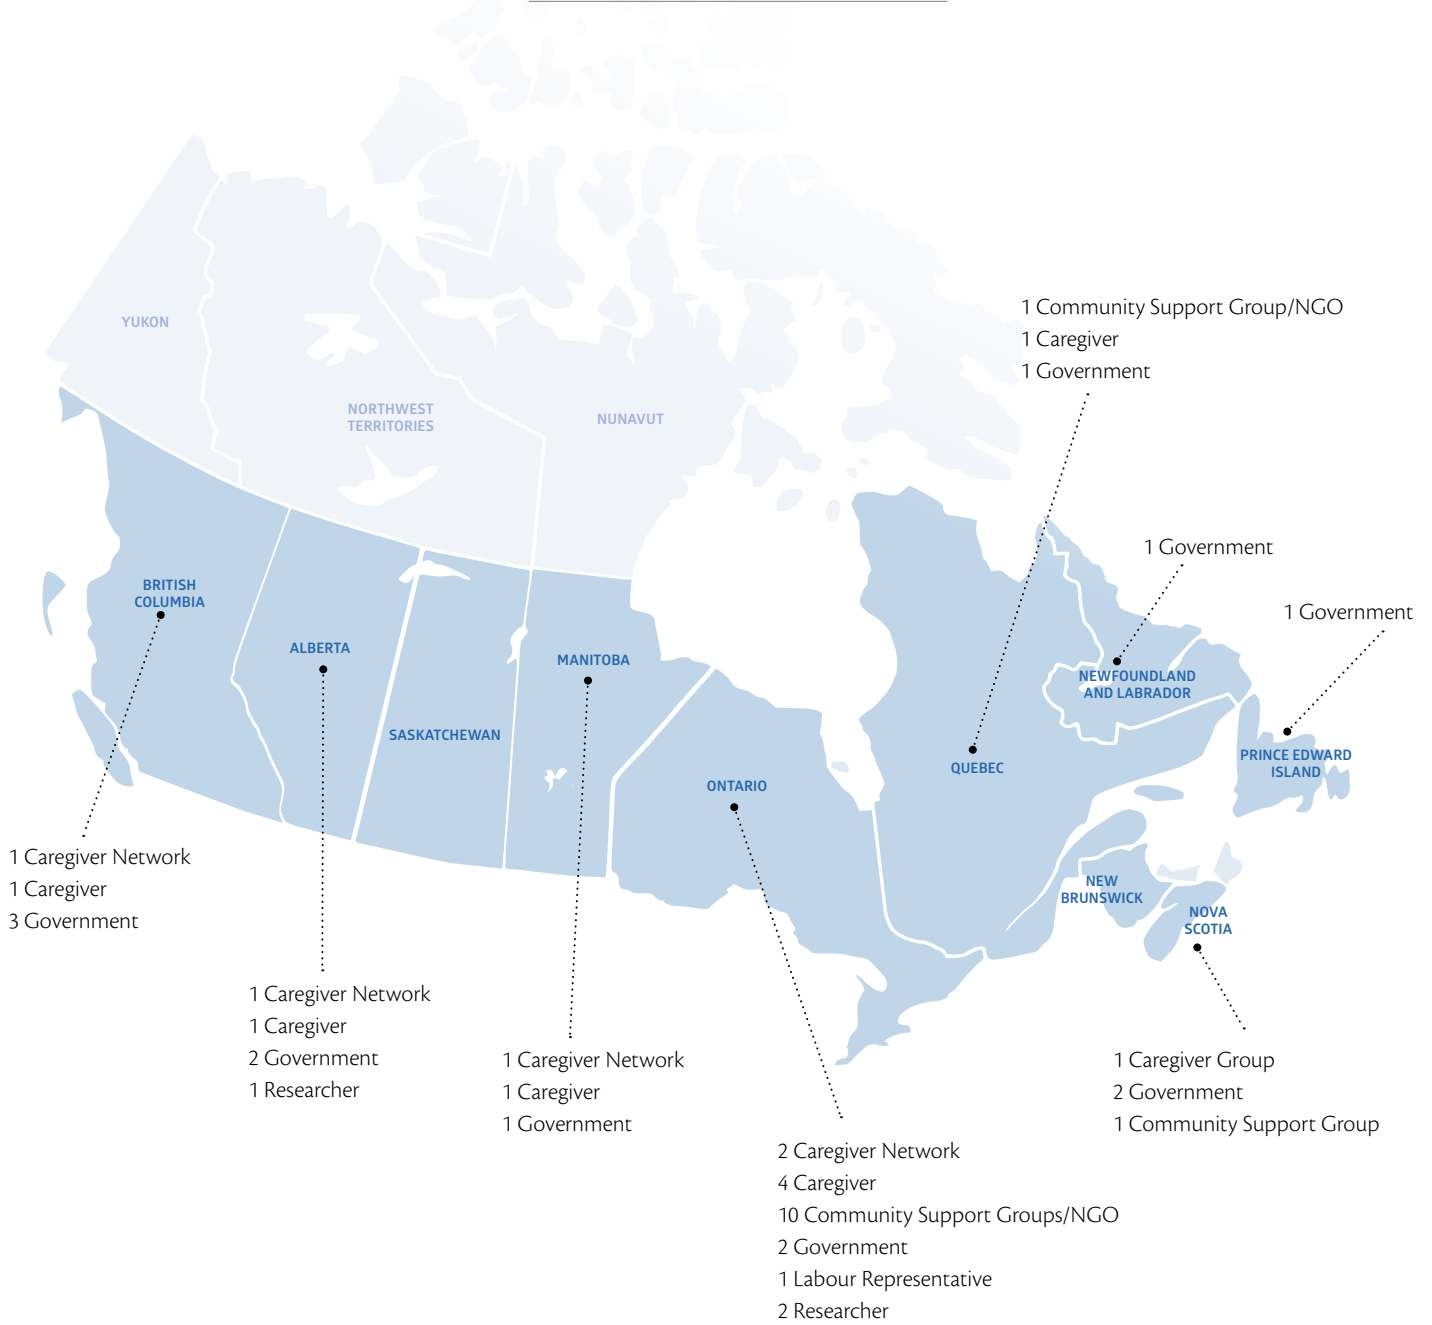 YUKON
NORTHWEST
TERRITORIES
NUNAVUT
1 Community Support Group/NGO
1 Caregiver
1 Government
1 Government
1 Government
BRITISH
COLUMBIA
ALBERTA
SASKATCHEWAN
MANITOBA
ONTARIO
QUEBEC
NEWFOUNDLAND
AND LABRADOR
PRINCE EDWARD
ISLAND
NEW
BRUNSWICK
NOVA
SCOTIA
1 Caregiver Network
1 Caregiver
3 Government
1 Caregiver Network
1 Caregiver
2 Government
1 Researcher
1 Caregiver Network
1 Caregiver
1 Government
2 Caregiver Network
4 Caregiver
10 Community Support Groups/NGO
2 Government
1 Labour Representative
2 Researcher
1 Caregiver Group
2 Government
1 Community Support Group